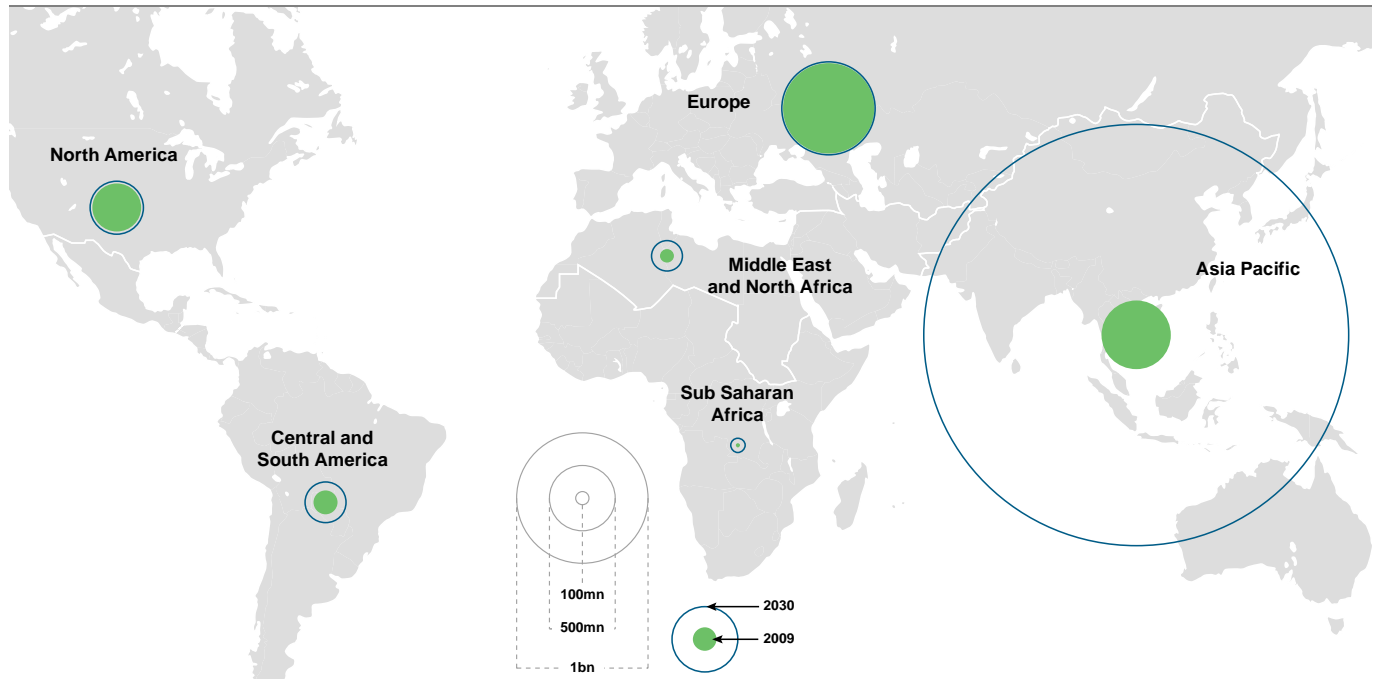 Europe
North America
Middle East
and North Africa
Asia Pacific
Sub Saharan
Africa
Central and
South America
100mn
500mn
1bn
2030
2009